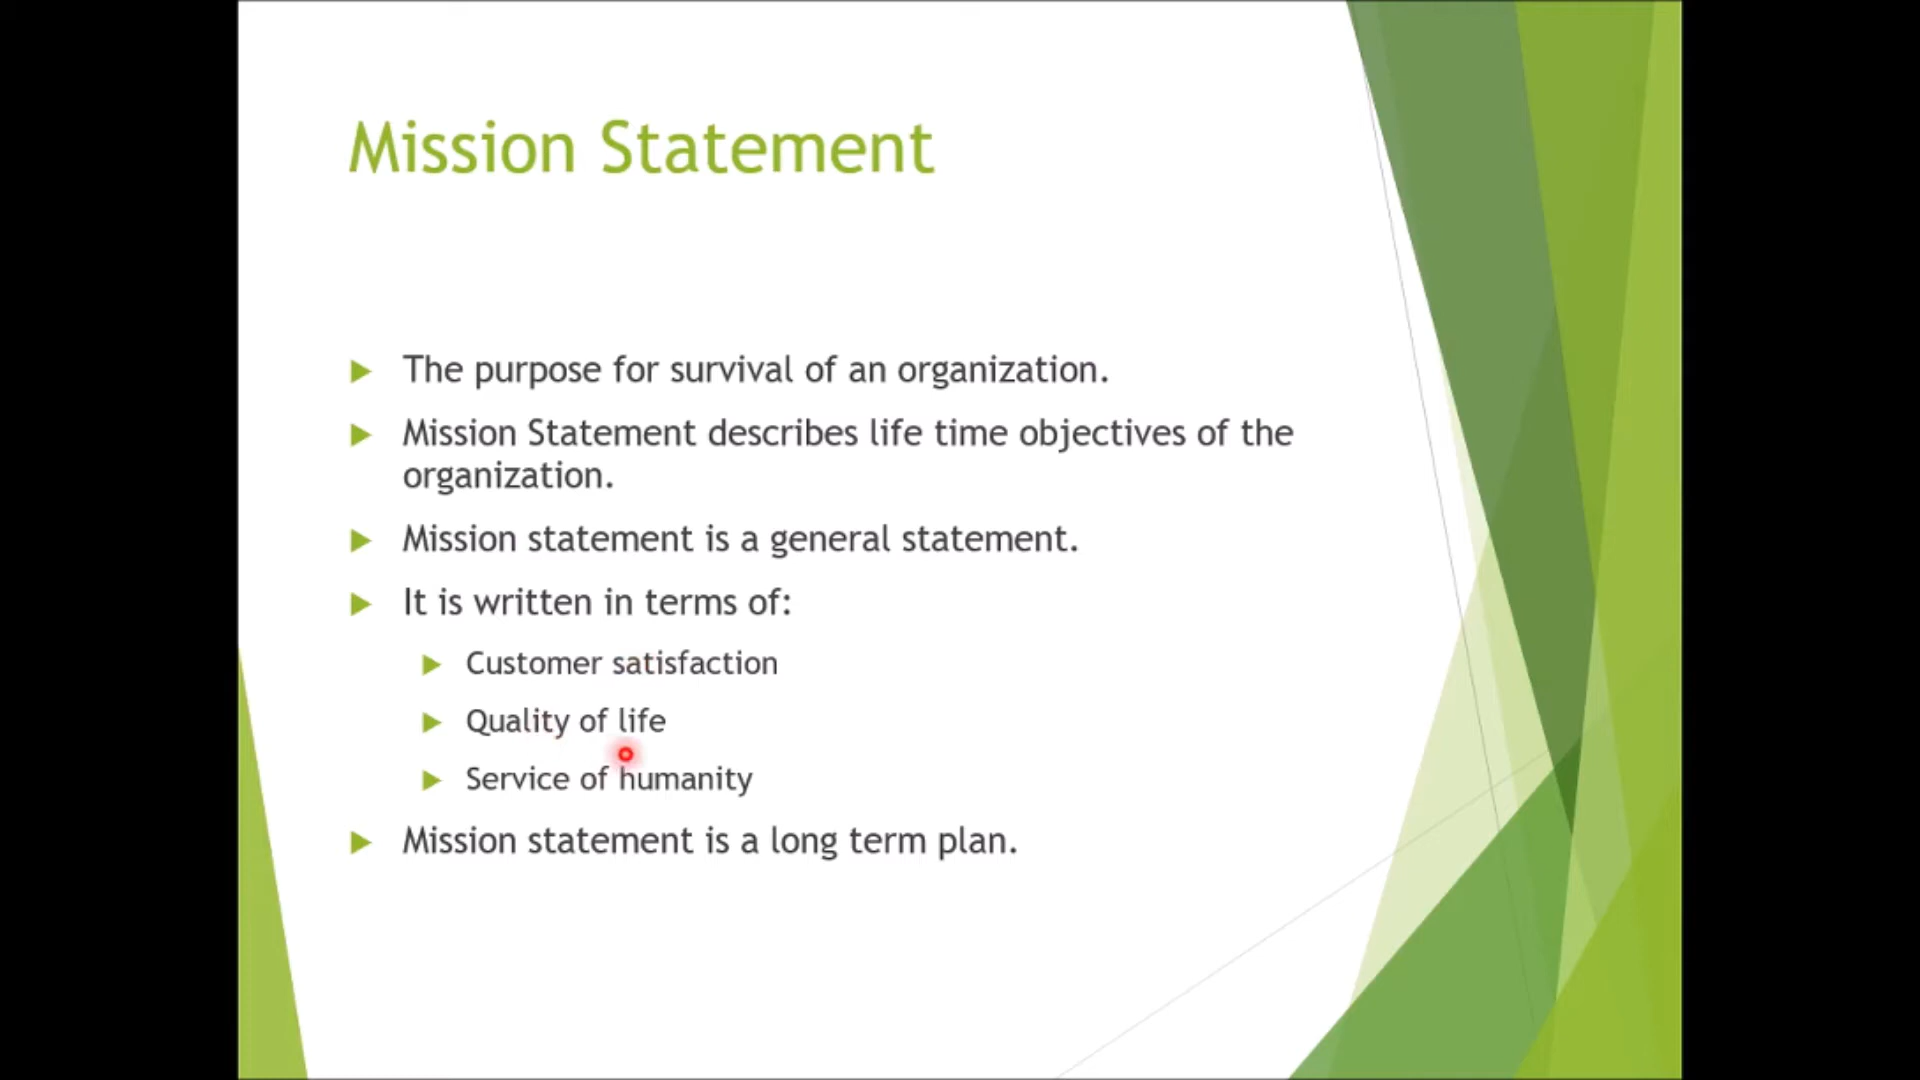 Mission Statement
The purpose for survival of an organization.
Mission Statement describes life time objectives of the
organization.
Mission statement is a general statement.
It is written in terms of:
Customer satisfaction
Quality of life
Service of humanity
Mission statement is a long term plan.